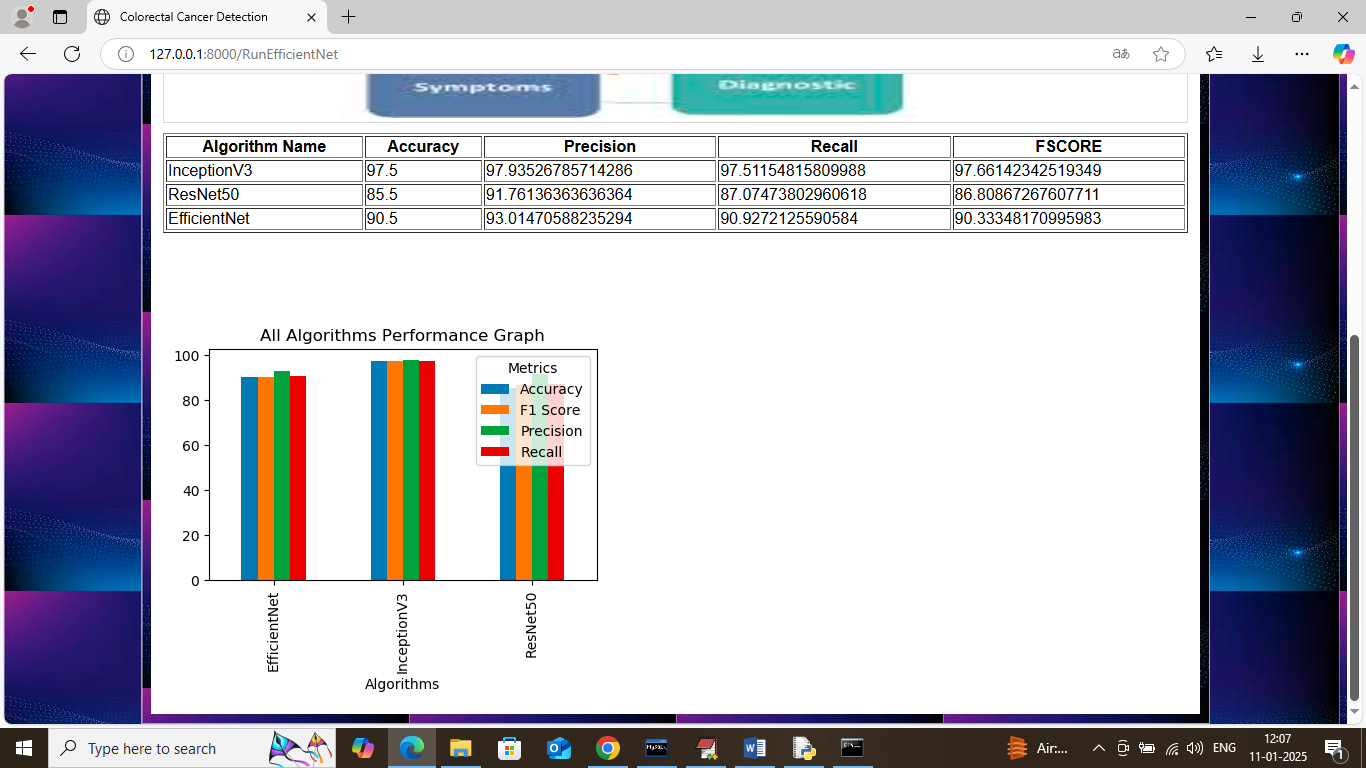 Colorectal Cancer Detection
127.0.0.1:8000/RunEfficientNet
Symptoms Diagnostic
Algorithm Name Accuracy Precision Recall FSCORE
InceptionV3 97.5 97.93526785714286 97.51154815809988 97.66142342519349
ResNet50 85.5 91.76136363636364 87.07473802960618 86.80867267607711
EfficientNet 90.5 93.01470588235294 90.9272125590584 90.33348170995983
All Algorithms Performance Graph
Metrics
Accuracy
F1 Score
Precision
Recall
100
80
60
40
20
0
EfficientNet InceptionV3 ResNet50
Algorithms
Type here to search
Air:...
ENG
12:07
11-01-2025
1